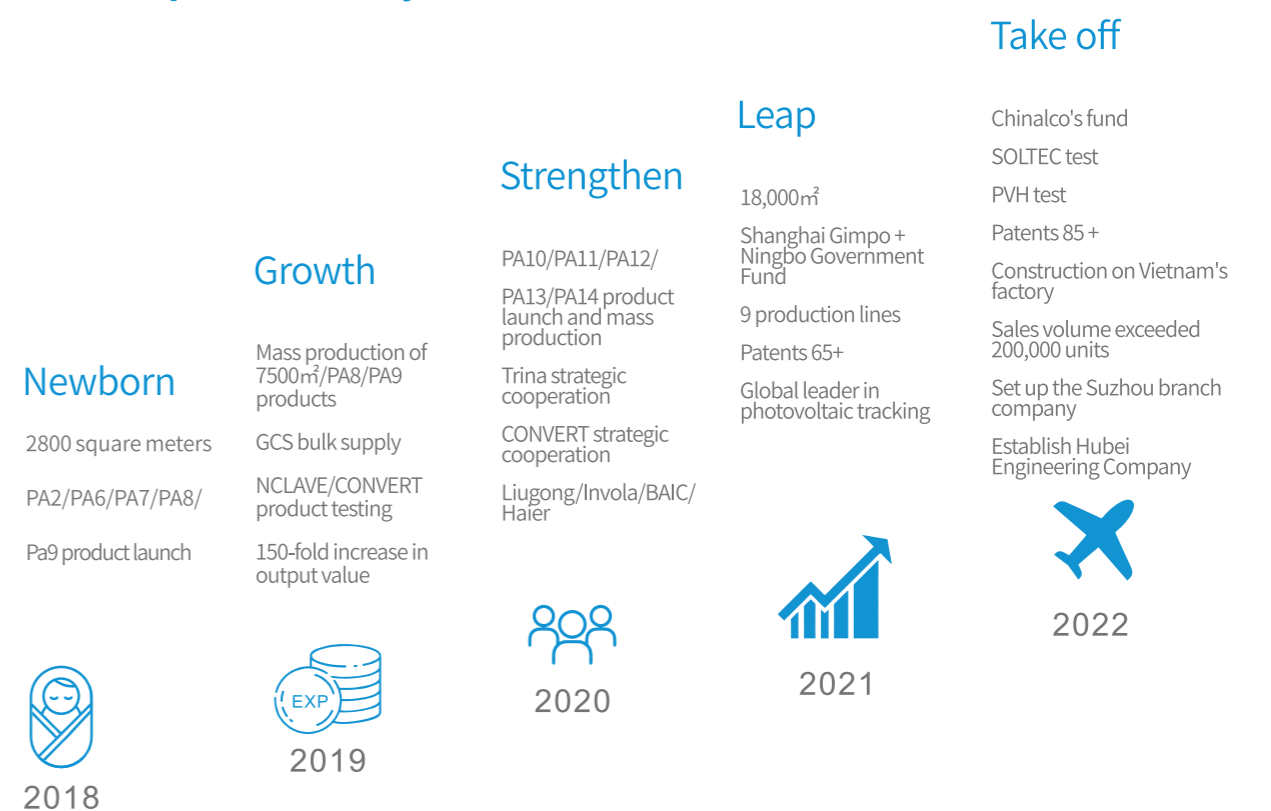 Newborn
2800 square meters
PA2/PA6/PA7/PA8/
Pa9 product launch
2018
Growth
Mass production of
7500㎡/PA8/PA9
products
GCS bulk supply
NCLAVE/CONVERT
product testing
150-fold increase in
output value
EXP
2019
Strengthen
PA10/PA11/PA12/
PA13/PA14 product
launch and mass
production
Trina strategic
cooperation
CONVERT strategic
cooperation
Liugong/Invola/BAIC/
Haier
2020
Leap
18,000㎡
Shanghai Gimpo +
Ningbo Government
Fund
9 production lines
Patents 65+
Global leader in
photovoltaic tracking
2021
Take off
Chinalco's fund
SOLTEC test
PVH test
Patents 85 +
Construction on Vietnam's
factory
Sales volume exceeded
200,000 units
Set up the Suzhou branch
company
Establish Hubei
Engineering Company
2022